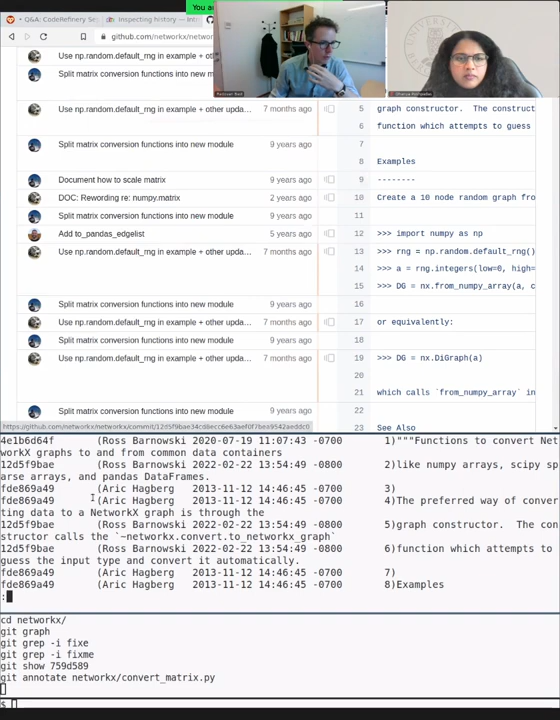 You a
Q&A: CodeRefinery Se
Inspecting history —
github.com/networkx/networ
Use np.random.default_rng in example + ot
Split matrix conversion functions into new m
Use np.random.default_rng in example + other upda… 7 months ago 5 graph constructor. The construct
6 function which attempts to guess
7
Split matrix conversion functions into new module 9 years ago
8 Examples
Document how to scale matrix 9 years ago 9 --------
DOC: Rewording re: numpy.matrix 2 years ago 10 Create a 10 node random graph fro
Split matrix conversion functions into new module 9 years ago 11
Add to_pandas_edgelist 5 years ago 12 >>> import numpy as np
Use np.random.default_rng in example + other upda… 7 months ago 13 >>> rng = np.random.default_rng()
14 >>> a = rng.integers(low=0, high=
15 >>> DG = nx.from_numpy_array(a, c
Split matrix conversion functions into new module 9 years ago 16
Use np.random.default_rng in example + other upda… 7 months ago 17 or equivalently:
Split matrix conversion functions into new module 9 years ago 18
Use np.random.default_rng in example + other upda… 7 months ago 19 >>> DG = nx.DiGraph(a)
20
21 which calls `from_numpy_array` in
Split matrix conversion functions into new module 9 years ago 22
23 See Also
4e1b6d64f (Ross Barnowski 2020-07-19 11:07:43 -0700 1)"""Functions to convert Net
workX graphs to and from common data containers
12d5f9bae (Ross Barnowski 2022-02-22 13:59:49 -0800 2)like numpy arrays, scipy sp
arse arrays, and pandas DataFrames.
fde869a49 (Aric Hagberg 2013-11-12 14:46:45 -0700 3)
fde869a49 (Aric Hagberg 2013-11-12 14:46:45 -0700 4)The preferred way of conver
ting data to a NetworkX graph is through the
12d5f9bae (Ross Barnowski 2022-02-22 13:59:49 -0800 5)graph constructor. The con
structor calls the `~networkx.convert.to_networkx_graph`
12d5f9bae (Ross Barnowski 2022-02-22 13:59:49 -0800 6)function which attempts to
guess the input type and convert it automatically.
fde869a49 (Aric Hagberg 2013-11-12 14:46:45 -0700 7)
fde869a49 (Aric Hagberg 2013-11-12 14:46:45 -0700 8)Examples
:
cd networkx/
git graph
git grep -i fixe
git grep -i fixme
git show 759d589
git annotate networkx/convert_matrix.py
$